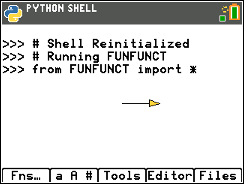 PYTHON SHELL
>>> # Shell Reinitialized
>>> # Running FUNFUNCT
>>> from FUNFUNCT import *
Fns… a A # Tools Editor Files